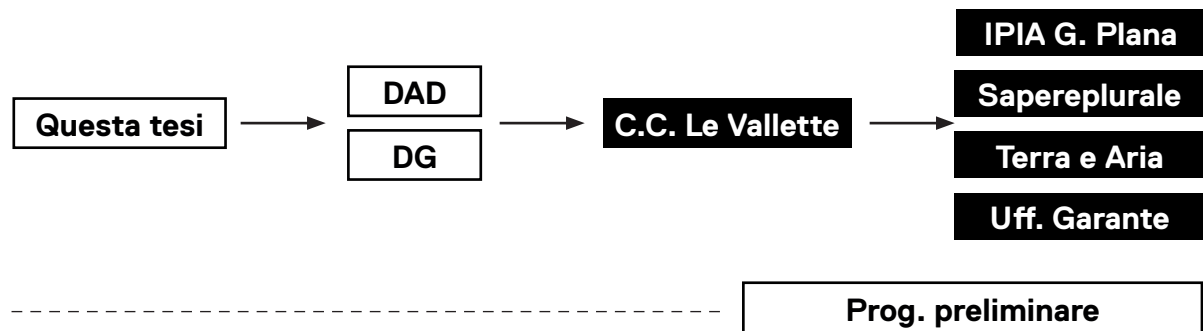 Questa tesi
DAD
DG
C.C. Le Vallette
IPIA G. Plana
Sapereplurale
Terra e Aria
Uff. Garante
Prog. preliminare